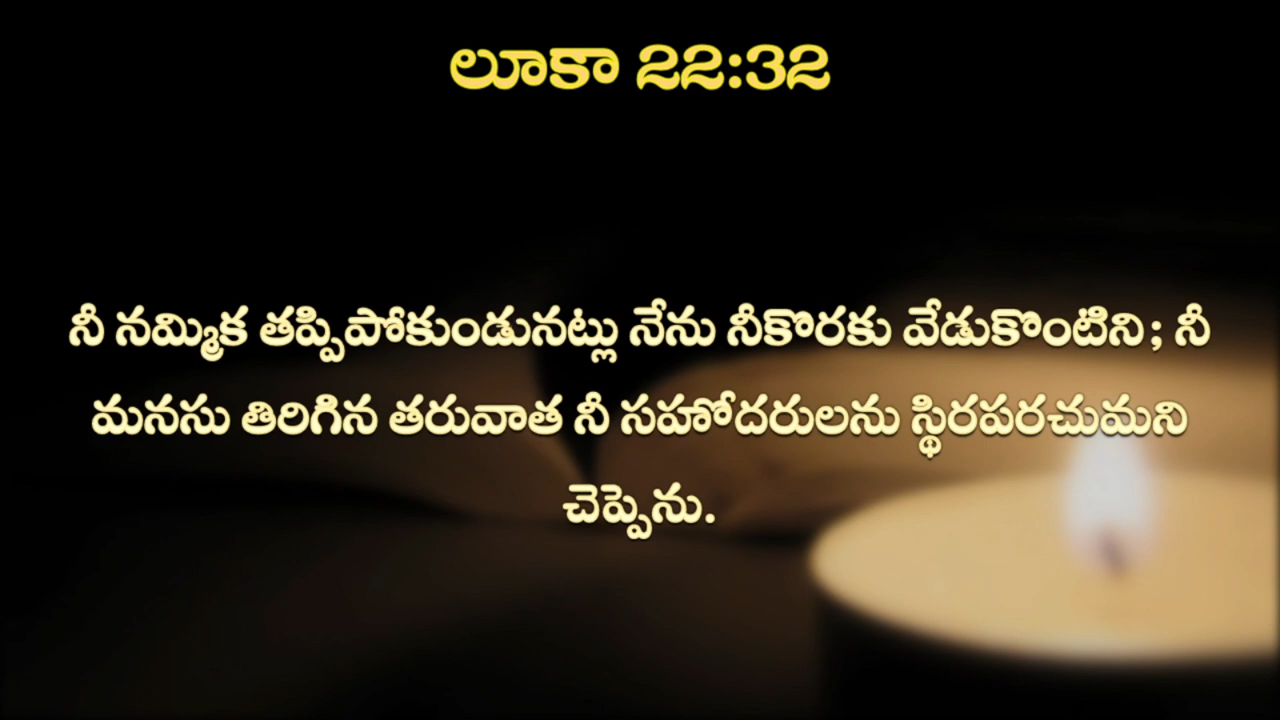 లూకా 22:32
నీ నమ్మిక తప్పిపోకుండునట్లు నేను నీకొరకు వేడుకొంటిని; నీ
మనసు తిరిగిన తరువాత నీ సహోదరులను స్థిరపరచుమని
చెప్పెను.